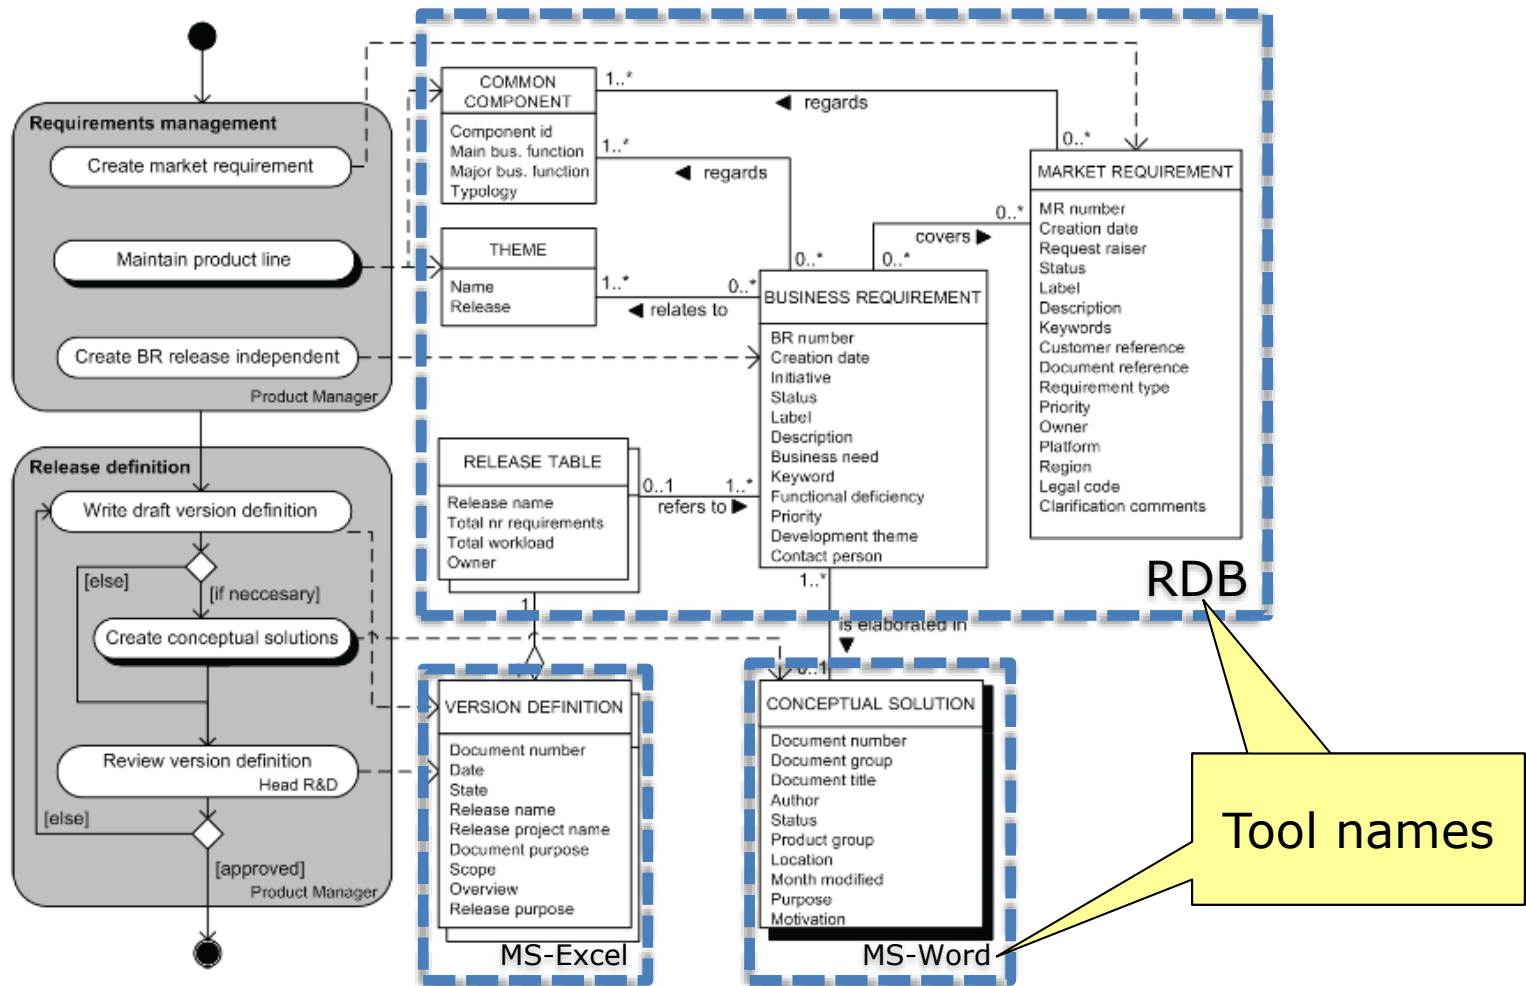 Requirements management
Create market requirement
Maintain product line
Create BR release independent
Product Manager
Release definition
Write draft version definition
[else]
[if neccesary]
Create conceptual solutions
Review version definition
Head R&D
[else]
[approved]
Product Manager
COMMON
COMPONENT
Component id
Main bus. function
Major bus. function
Typology
1..*
◀ regards
0..*
1..*
◀ regards
0..*
THEME
Name
Release
1..*
0..*
◀ relates to
0..*
covers ▶
0..*
MARKET REQUIREMENT
MR number
Creation date
Request raiser
Status
Label
Description
Keywords
Customer reference
Document reference
Requirement type
Priority
Owner
Platform
Region
Legal code
Clarification comments
BUSINESS REQUIREMENT
BR number
Creation date
Initiative
Status
Label
Description
Business need
Keyword
Functional deficiency
Priority
Development theme
Contact person
RELEASE TABLE
Release name
Total nr requirements
Total workload
Owner
0..1
1..*
refers to ▶
RDB
1
1..*
is elaborated in
▼
0..1
VERSION DEFINITION
Document number
Date
State
Release name
Release project name
Document purpose
Scope
Overview
Release purpose
MS-Excel
CONCEPTUAL SOLUTION
Document number
Document group
Document title
Author
Status
Product group
Location
Month modified
Purpose
Motivation
MS-Word
Tool names